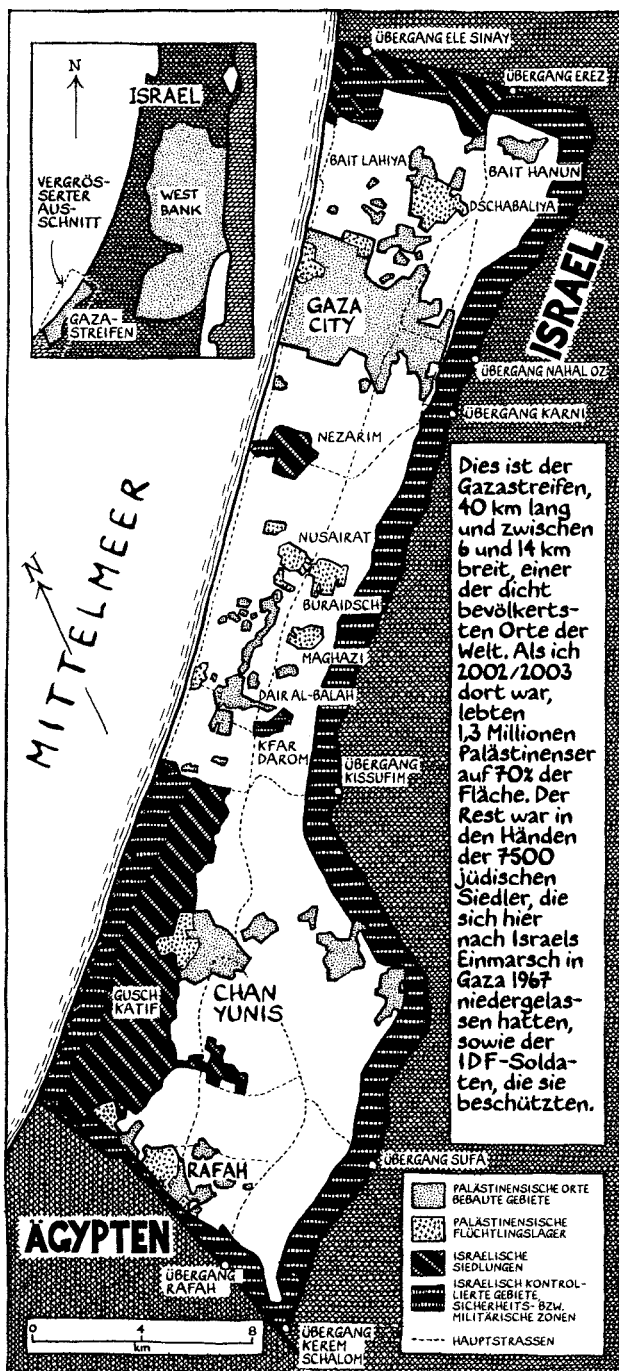 N
ISRAEL
WEST
BANK
VERGRÖS-
SERTER
AUS-
SCHNITT
GAZA-
STREIFEN
ÜBERGANG ELE SINAY
ÜBERGANG EREZ
BAIT LAHIYA
BAIT HANUN
DSCHABALIYA
ISRAEL
GAZA
CITY
ÜBERGANG NAHAL OZ
ÜBERGANG KARNI
NEZARIM
MITTELMEER
N
NUSAIRAT
BURAIDSCH
MAGHAZI
DAIR AL-BALAH
KFAR
DAROM
ÜBERGANG
KISSUFIM
Dies ist der
Gazastreifen,
40 km lang
und zwischen
6 und 14 km
breit, einer
der dicht
bevölkerts-
ten Orte der
Welt. Als ich
2002/2003
dort war,
lebten
1,3 Millionen
Palästinenser
auf 70% der
Fläche. Der
Rest war in
den Händen
der 7500
jüdischen
Siedler, die
sich hier
nach Israels
Einmarsch in
Gaza 1967
niedergelas-
sen hatten,
sowie der
IDF-Solda-
ten, die sie
beschützten.
GUSCH
KATIF
CHAN
YUNIS
RAFAH
ÜBERGANG SUFA
ÄGYPTEN
ÜBERGANG
RAFAH
ÜBERGANG
KEREM
SCHALOM
0 4 8
km
PALÄSTINENSISCHE ORTE
BEBAUTE GEBIETE
PALÄSTINENSISCHE
FLÜCHTLINGSLAGER
ISRAELISCHE
SIEDLUNGEN
ISRAELISCH KONTROL-
LIERTE GEBIETE,
SICHERHEITS- BZW.
MILITÄRISCHE ZONEN
HAUPTSTRASSEN